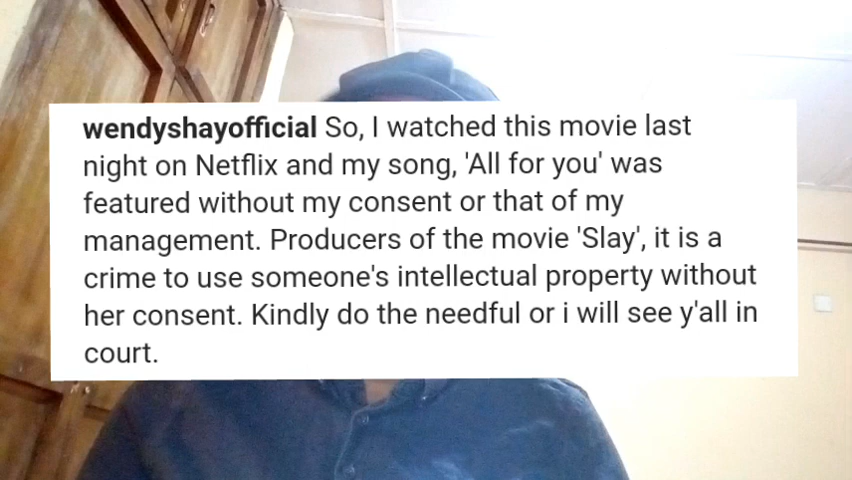 wendyshayofficial So, I watched this movie last
night on Netflix and my song, 'All for you' was
featured without my consent or that of my
management. Producers of the movie 'Slay', it is a
crime to use someone's intellectual property without
her consent. Kindly do the needful or i will see y'all in
court.